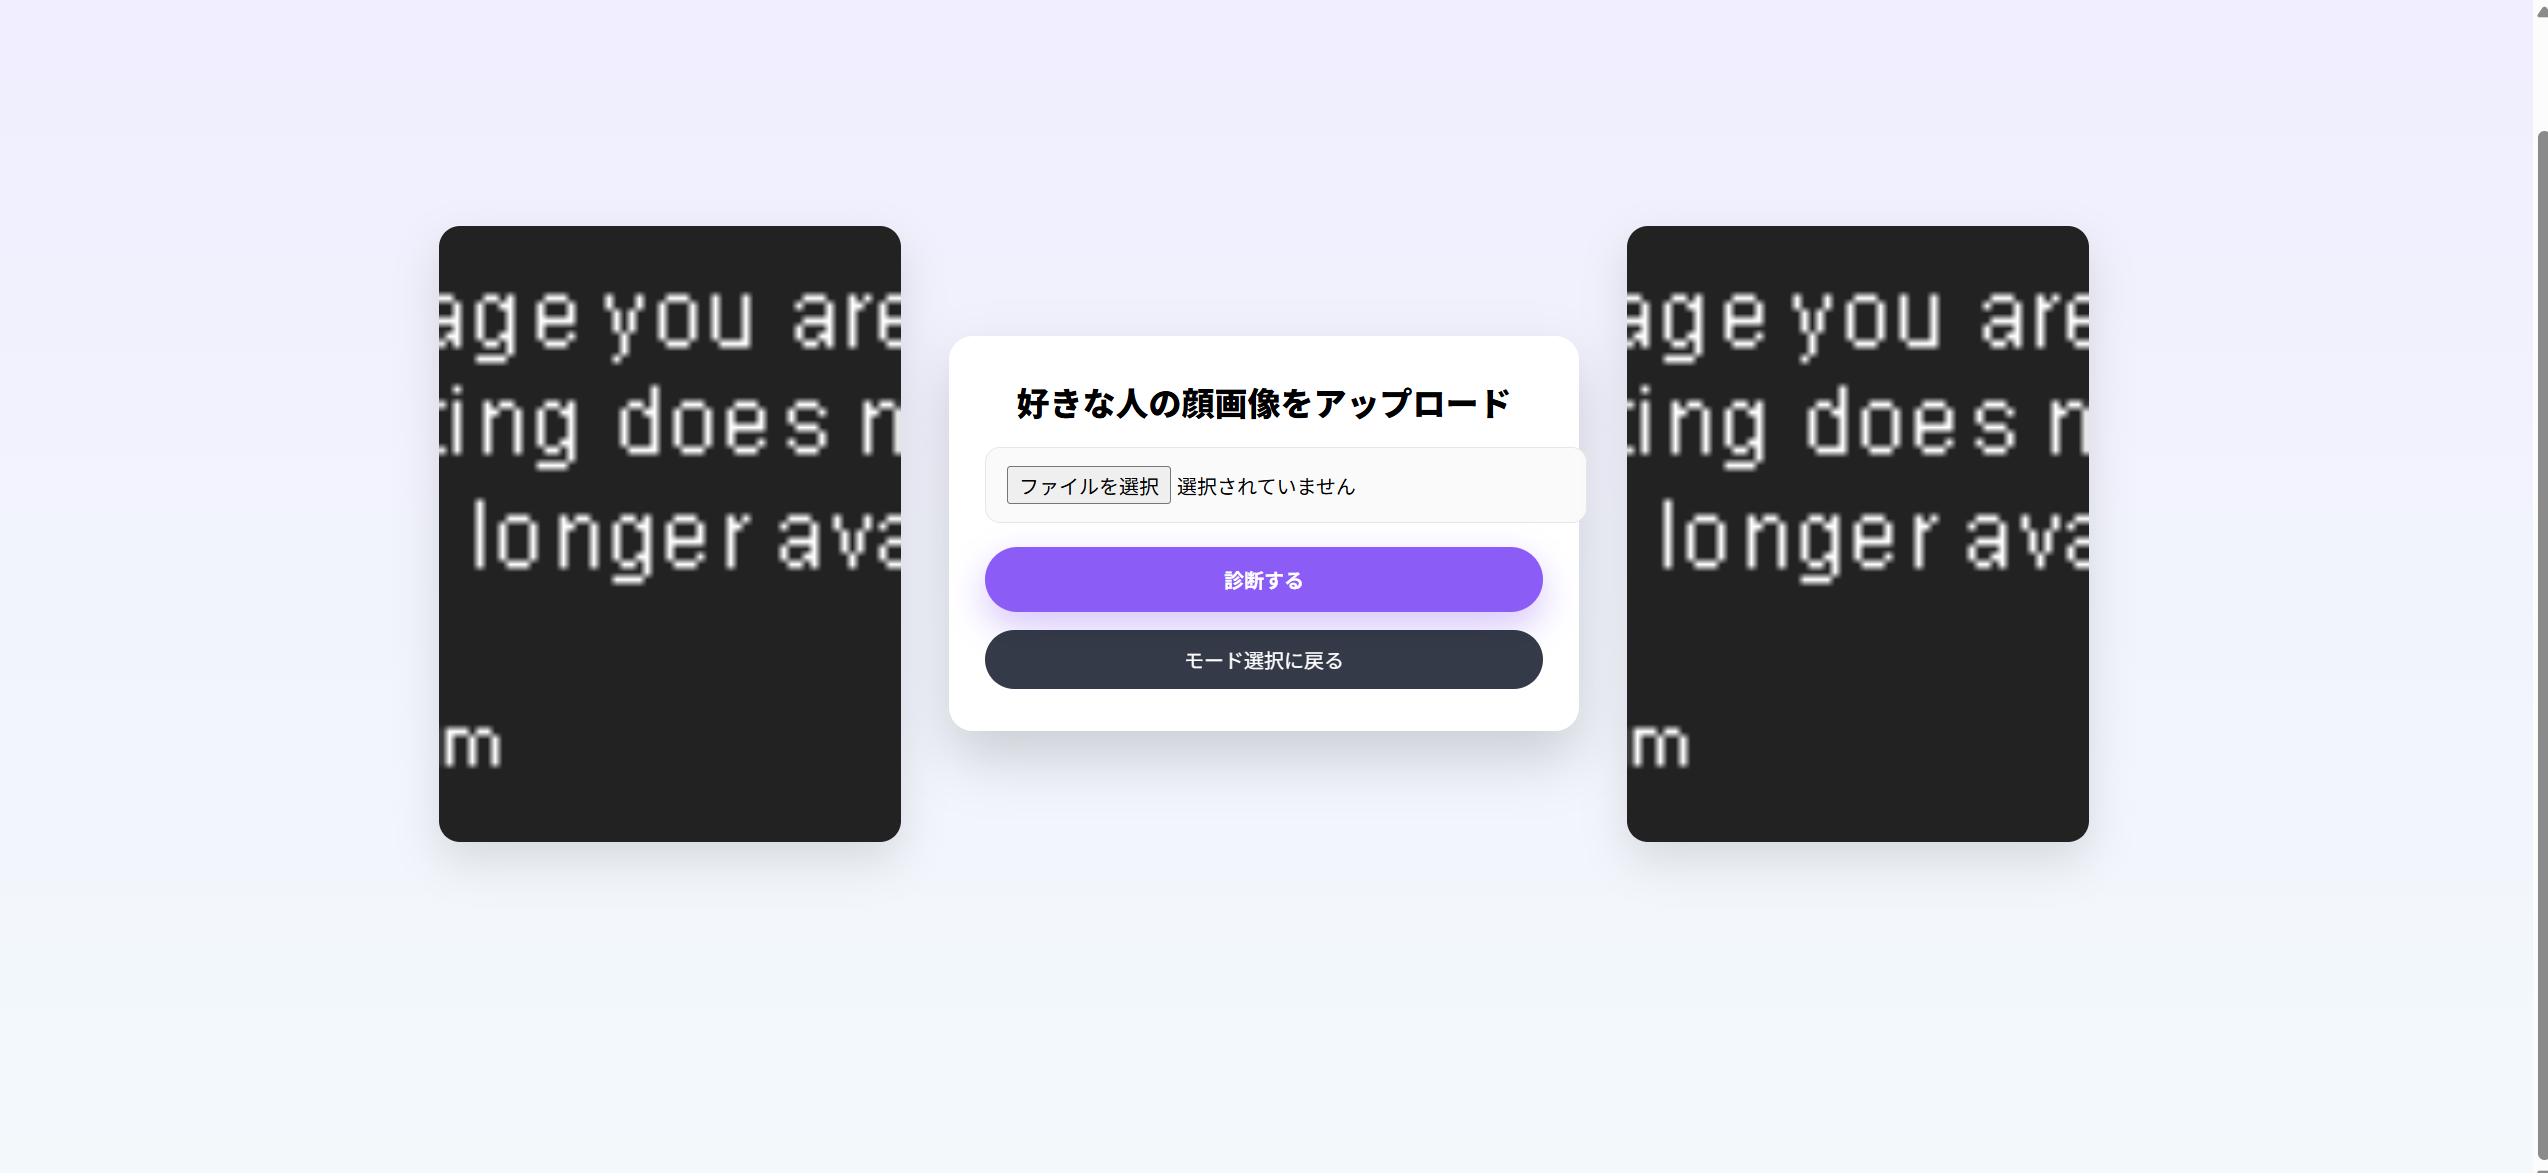 age you are
ting does n
longer ava
m
好きな人の顔画像をアップロード
ファイルを選択 選択されていません
診断する
モード選択に戻る
age you are
ting does n
longer ava
m